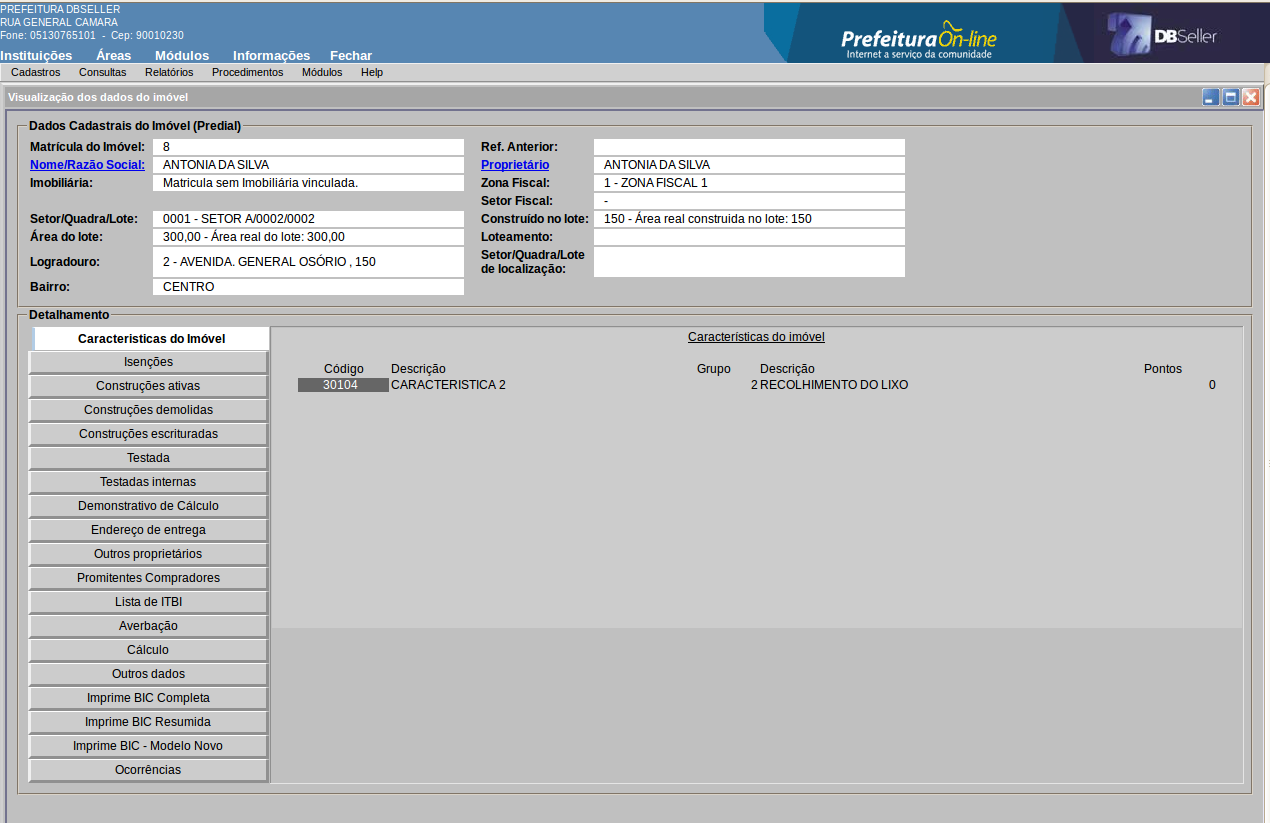 PREFEITURA DBSELLER
RUA GENERAL CAMARA
Fone: 05130765101 - Cep: 90010230
Instituições Áreas Módulos Informações Fechar
PrefeituraOn-line
Internet a serviço da comunidade
DBSeller
Cadastros Consultas Relatórios Procedimentos Módulos Help
Visualização dos dados do imóvel
Dados Cadastrais do Imóvel (Predial)
Matrícula do Imóvel: 8 Ref. Anterior:
Nome/Razão Social: ANTONIA DA SILVA Proprietário ANTONIA DA SILVA
Imobiliária: Matricula sem Imobiliária vinculada. Zona Fiscal: 1 - ZONA FISCAL 1
Setor Fiscal: -
Setor/Quadra/Lote: 0001 - SETOR A/0002/0002 Construído no lote: 150 - Área real construida no lote: 150
Área do lote: 300,00 - Área real do lote: 300,00 Loteamento:
Logradouro: 2 - AVENIDA. GENERAL OSÓRIO , 150 Setor/Quadra/Lote
de localização:
Bairro: CENTRO
Detalhamento
Caracteristicas do Imóvel
Isenções
Construções ativas
Construções demolidas
Construções escrituradas
Testada
Testadas internas
Demonstrativo de Cálculo
Endereço de entrega
Outros proprietários
Promitentes Compradores
Lista de ITBI
Averbação
Cálculo
Outros dados
Imprime BIC Completa
Imprime BIC Resumida
Imprime BIC - Modelo Novo
Ocorrências
Características do imóvel
Código Descrição Grupo Descrição Pontos
30104 CARACTERISTICA 2 2 RECOLHIMENTO DO LIXO 0